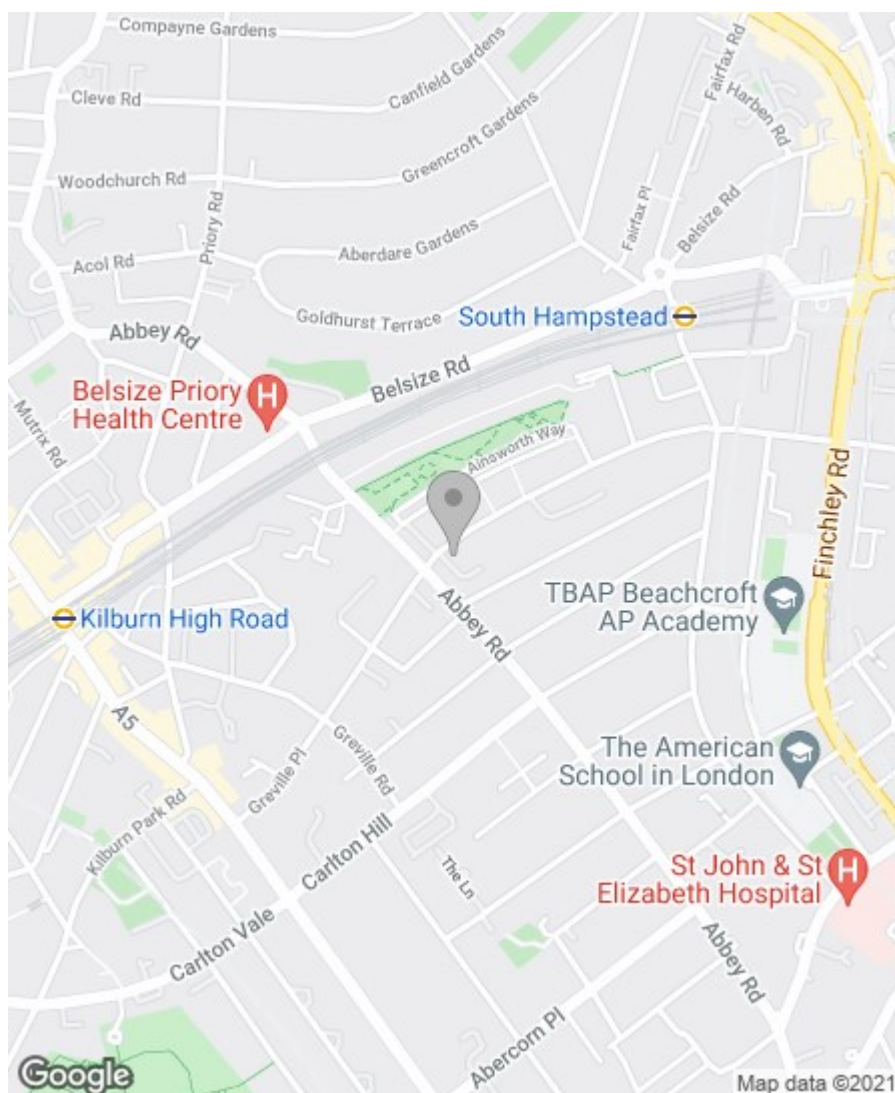 Compayne Gardens
Cleve Rd
Canfield Gardens
Fairfax Rd
Harben Rd
Greencroft Gardens
Woodchurch Rd
Priory Rd
Fairfax Pl
Belsize Rd
Aberdare Gardens
Acol Rd
Goldhurst Terrace
South Hampstead
Abbey Rd
Belsize Rd
Belsize Priory
Health Centre
H
Mutrix Rd
Ainsworth Way
Finchley Rd
TBAP Beachcroft
AP Academy
Kilburn High Road
Abbey Rd
A5
Greville Pl
Greville Rd
The American
School in London
Kilburn Park Rd
Carlton Hill
The Ln
St John & St
Elizabeth Hospital
H
Carlton Vale
Abbey Rd
Abercorn Pl
Google
Map data ©2021